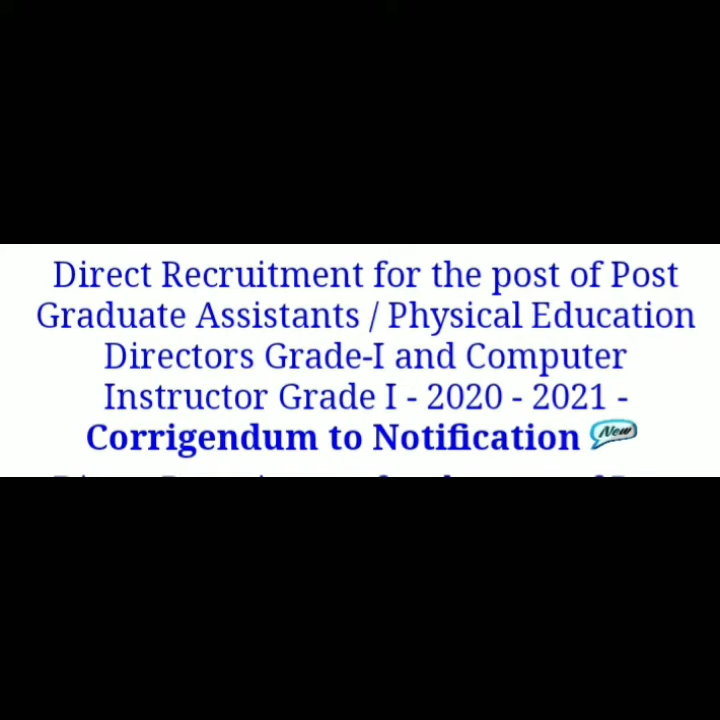 Direct Recruitment for the post of Post
Graduate Assistants / Physical Education
Directors Grade-I and Computer
Instructor Grade I - 2020 - 2021 -
Corrigendum to Notification New